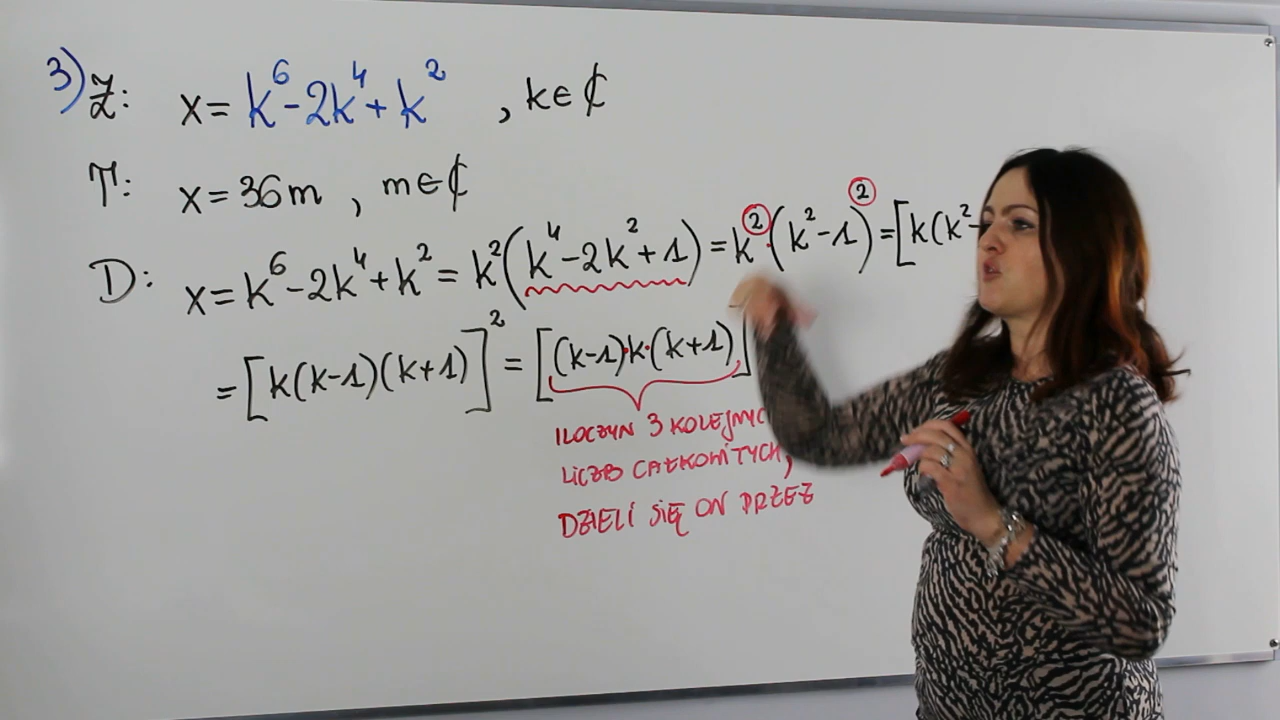 3) Z: x = k⁶ - 2k⁴ + k² , k ∈ ₵
T: x = 36m , m ∈ ₵
D: x = k⁶ - 2k⁴ + k² = k²(k⁴ - 2k² + 1) = k²·(k² - 1)² = [k(k² -
= [k(k-1)(k+1)]² = [(k-1)·k·(k+1)]
ILOCZYN 3 KOLEJNYC
LICZB CAŁKOWITYCH,
DZIELI SIĘ ON PRZEZ